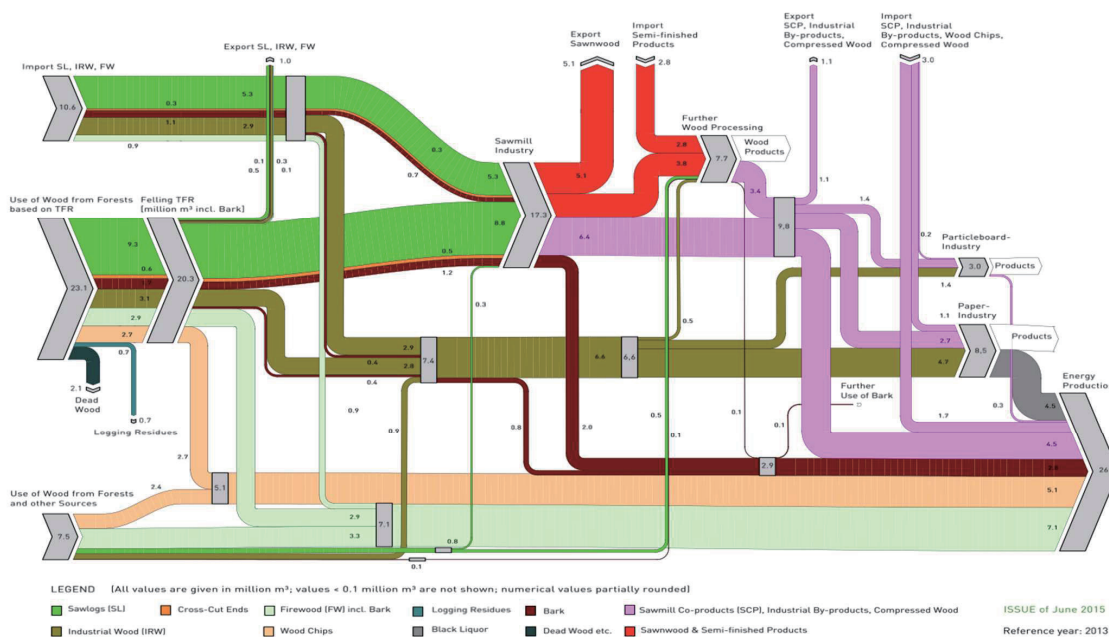 Export SL, IRW, FW
1.0
Import SL, IRW, FW
10.6
5.3
0.3
1.1
2.9
0.9
0.1
0.5
0.3
0.1
0.3
0.7
Export
Sawnwood
5.1
Import
Semi-finished
Products
2.8
Export
SCP, Industrial
By-products,
Compressed Wood
1.1
Import
SCP, Industrial
By-products, Wood Chips,
Compressed Wood
3.0
Sawmill
Industry
5.3
8.8
17.3
5.1
2.8
3.8
6.4
Further
Wood Processing
7.7
Wood
Products
3.4
9,8
1.1
1.4
0.2
Particleboard-
Industry
3.0
Products
1.4
Use of Wood from Forests
based on TFR
23.1
9.3
0.6
3.1
2.9
2.7
0.7
2.1
Dead
Wood
0.7
Logging Residues
Felling TFR
[million m³ incl. Bark]
20.3
0.5
1.2
0.3
0.4
2.8
0.4
2.9
7.4
6.6
6,6
0.5
1.1
2.7
6.7
Paper-
Industry
8,5
Products
Energy
Productio
6.5
0.3
1.7
6.5
26
5.1
7.1
Further
Use of Bark
0.1
0.1
2.9
0.9
0.9
0.8
2.0
0.5
0.1
2.7
2.4
5.1
Use of Wood from Forests
and other Sources
7.5
2.9
3.3
7.1
0.8
0.1
LEGEND [All values are given in million m³; values < 0.1 million m³ are not shown; numerical values partially rounded]
Sawlogs [SL]
Cross-Cut Ends
Firewood [FW] incl. Bark
Logging Residues
Bark
Sawmill Co-products [SCP], Industrial By-products, Compressed Wood
Industrial Wood [IRW]
Wood Chips
Black Liquor
Dead Wood etc.
Sawnwood & Semi-finished Products
ISSUE of June 2015
Reference year: 2013